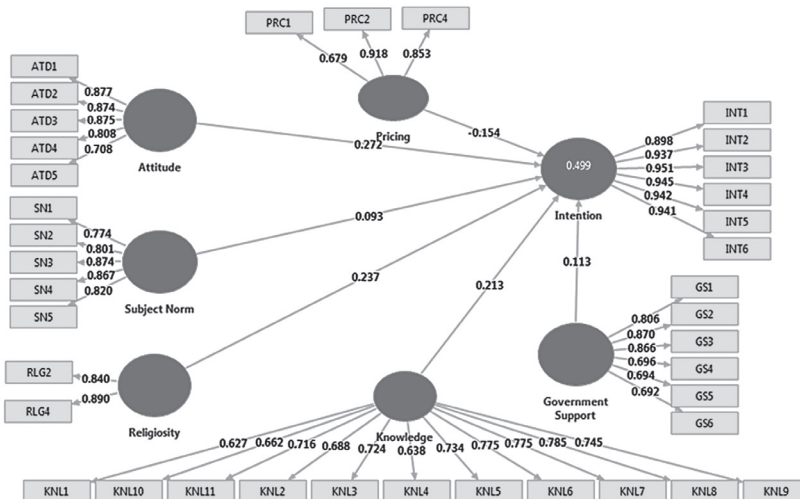 PRC1 PRC2 PRC4
0.679 0.918 0.853
Pricing
ATD1
ATD2
ATD3
ATD4
ATD5
0.877
0.874
0.875
0.808
0.708
Attitude
0.272
-0.154
0.499
Intention
0.898
0.937
0.951
0.945
0.942
0.941
INT1
INT2
INT3
INT4
INT5
INT6
SN1
SN2
SN3
SN4
SN5
0.774
0.801
0.874
0.867
0.820
Subject Norm
0.093
0.237
0.213
0.113
GS1
GS2
GS3
GS4
GS5
GS6
0.806
0.870
0.866
0.696
0.694
0.692
Government
Support
RLG2
RLG4
0.840
0.890
Religiosity
Knowledge
0.627 0.662 0.716 0.688 0.724 0.638 0.734 0.775 0.775 0.785 0.745
KNL1 KNL10 KNL11 KNL2 KNL3 KNL4 KNL5 KNL6 KNL7 KNL8 KNL9